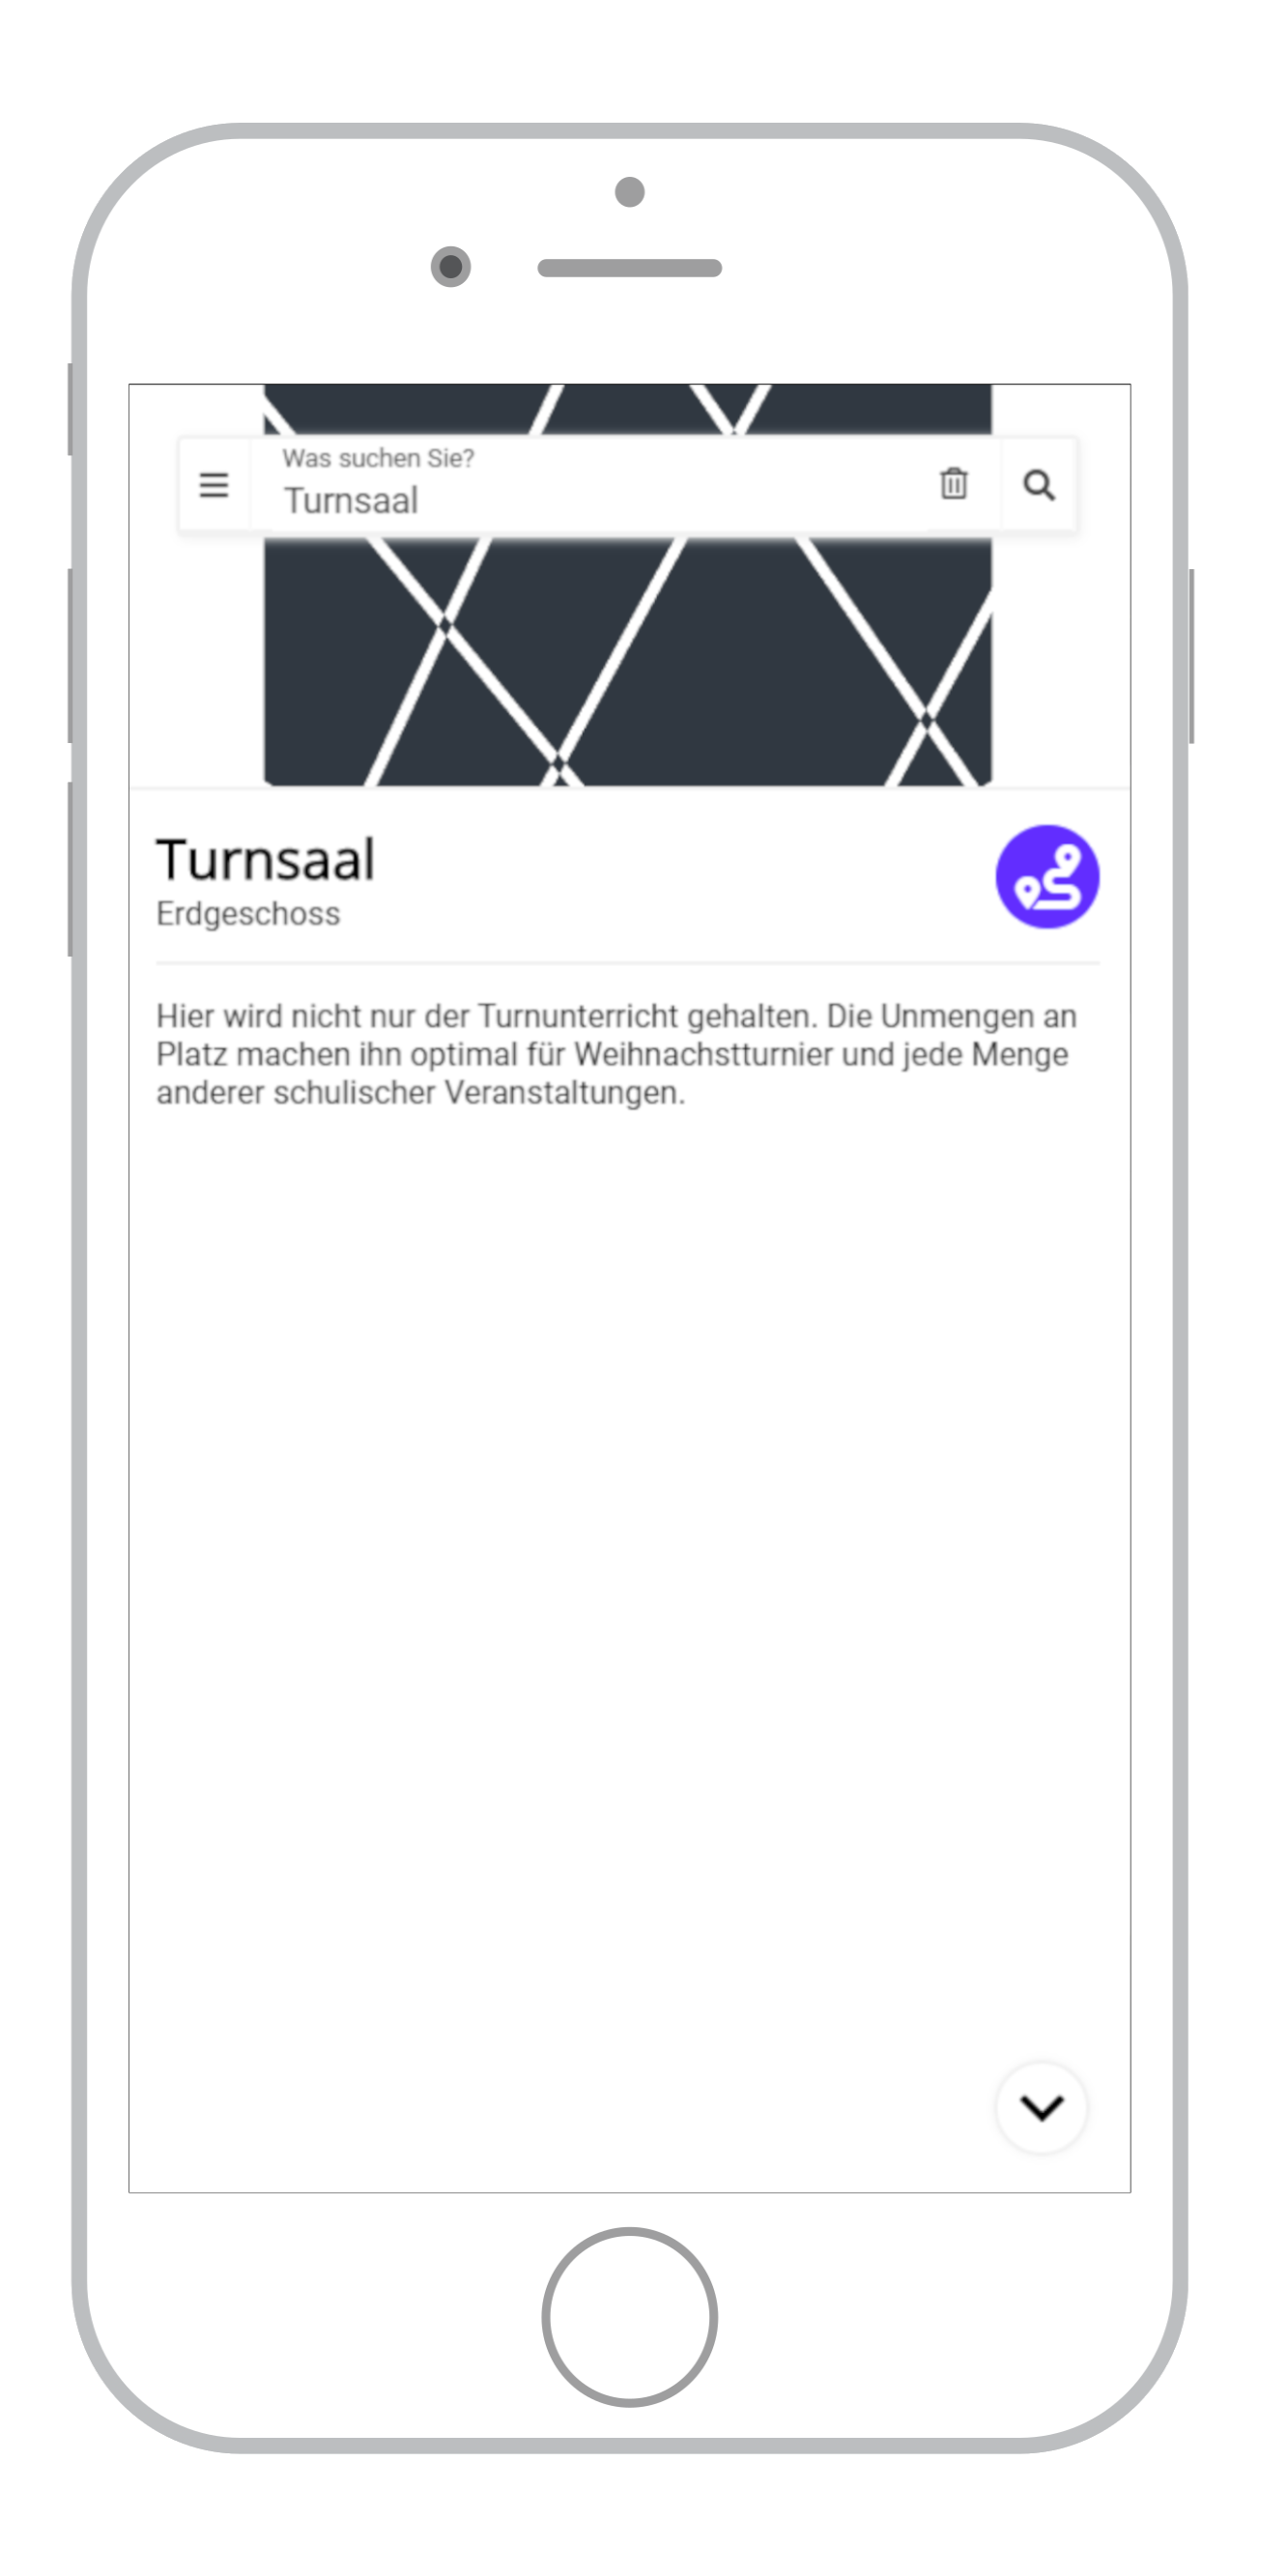 Was suchen Sie?
Turnsaal
Turnsaal
Erdgeschoss
Hier wird nicht nur der Turnunterricht gehalten. Die Unmengen an
Platz machen ihn optimal für Weihnachstturnier und jede Menge
anderer schulischer Veranstaltungen.